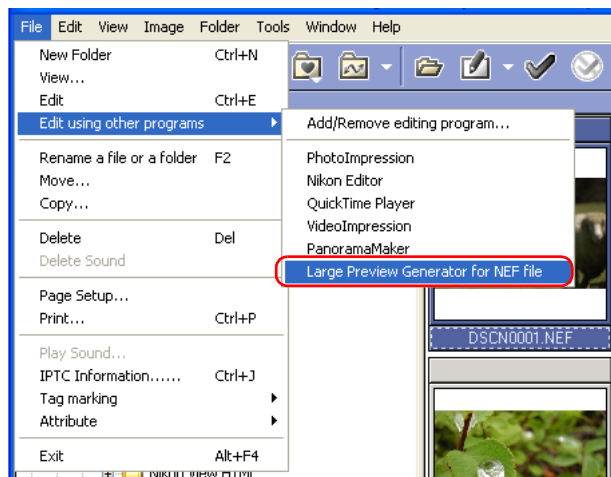 File Edit View Image Folder Tools Window Help
New Folder Ctrl+N
View...
Edit Ctrl+E
Edit using other programs
Add/Remove editing program...
Rename a file or a folder F2
PhotoImpression
Move...
Nikon Editor
Copy...
QuickTime Player
VideoImpression
Delete Del
PanoramaMaker
Delete Sound
Large Preview Generator for NEF file
Page Setup...
Print... Ctrl+P
DSCN0001.NEF
Play Sound...
IPTC Information...... Ctrl+J
Tag marking
Attribute
Exit Alt+F4
Nikon View HTML